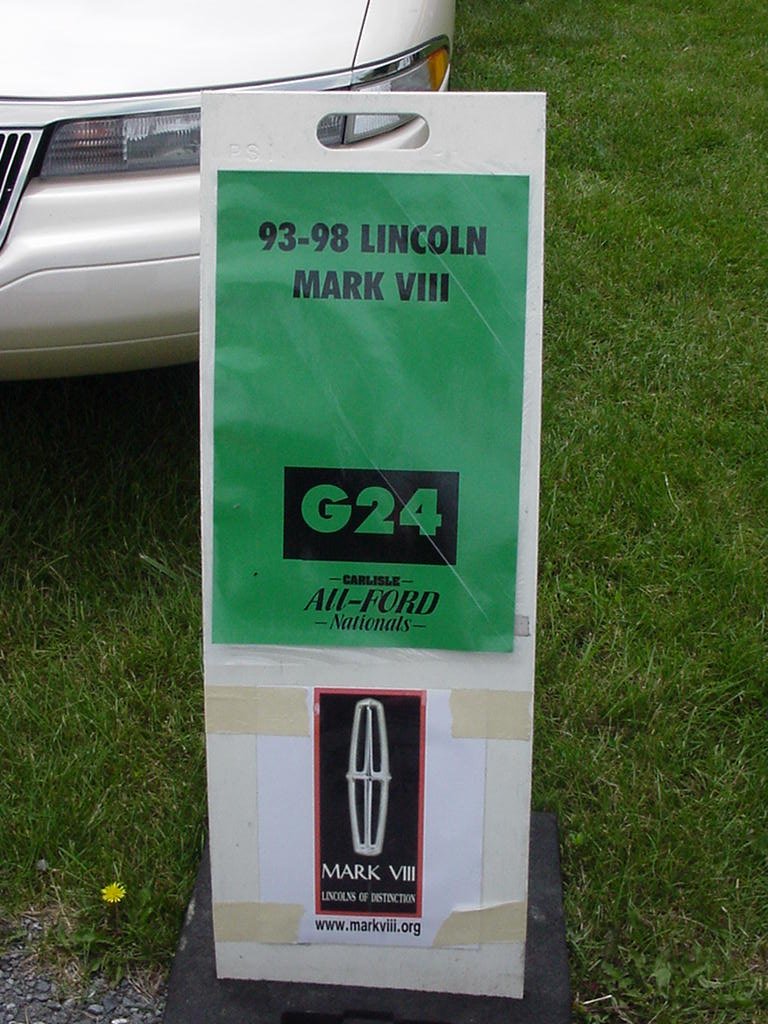 PSI
93-98 LINCOLN
MARK VIII
G24
-CARLISLE-
All-FORD
-Nationals-
MARK VIII
LINCOLNS OF DISTINCTION
www.markviii.org